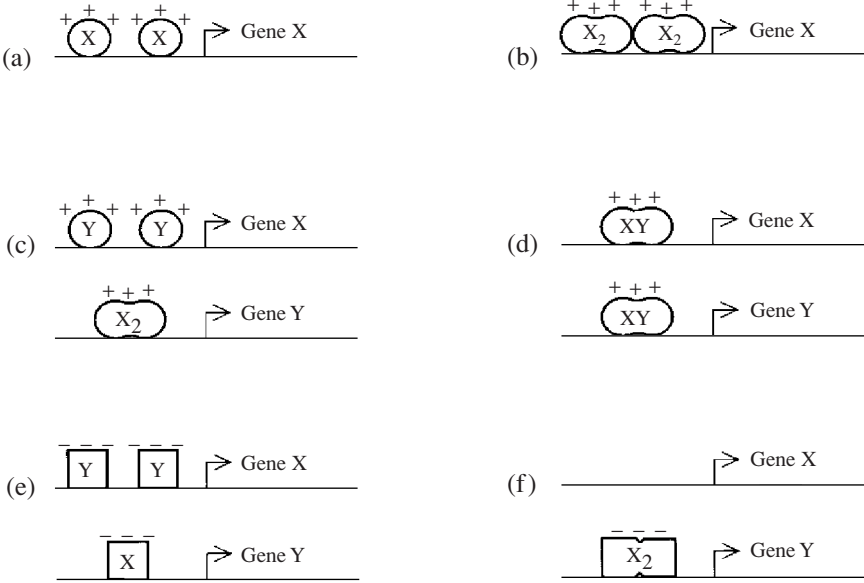 + + + + + +
X X Gene X
(a)
+ + + + + +
X₂ X₂ Gene X
(b)
+ + + + + +
Y Y Gene X
(c)
+ + +
X₂ Gene Y
+ + +
XY Gene X
(d)
+ + +
XY Gene Y
− − − − − −
Y Y Gene X
(e)
− − −
X Gene Y
Gene X
(f)
− − −
X₂ Gene Y